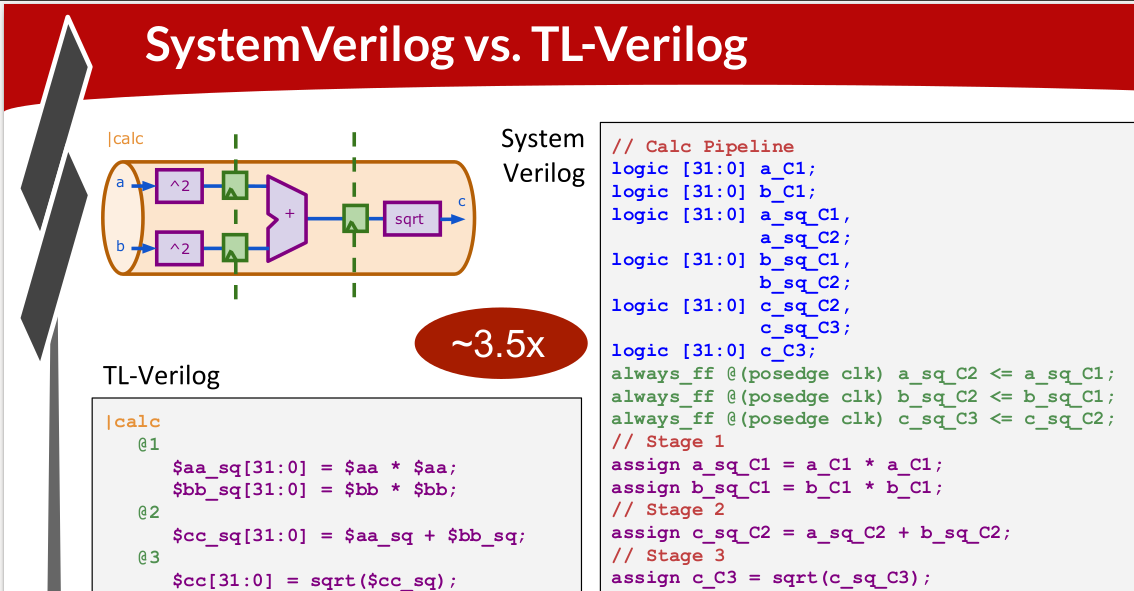 SystemVerilog vs. TL-Verilog
|calc
a
^2
b
^2
+
sqrt
c
~3.5x
TL-Verilog
|calc
@1
$aa_sq[31:0] = $aa * $aa;
$bb_sq[31:0] = $bb * $bb;
@2
$cc_sq[31:0] = $aa_sq + $bb_sq;
@3
$cc[31:0] = sqrt($cc_sq);
System
Verilog
// Calc Pipeline
logic [31:0] a_C1;
logic [31:0] b_C1;
logic [31:0] a_sq_C1,
a_sq_C2;
logic [31:0] b_sq_C1,
b_sq_C2;
logic [31:0] c_sq_C2,
c_sq_C3;
logic [31:0] c_C3;
always_ff @(posedge clk) a_sq_C2 <= a_sq_C1;
always_ff @(posedge clk) b_sq_C2 <= b_sq_C1;
always_ff @(posedge clk) c_sq_C3 <= c_sq_C2;
// Stage 1
assign a_sq_C1 = a_C1 * a_C1;
assign b_sq_C1 = b_C1 * b_C1;
// Stage 2
assign c_sq_C2 = a_sq_C2 + b_sq_C2;
// Stage 3
assign c_C3 = sqrt(c_sq_C3);